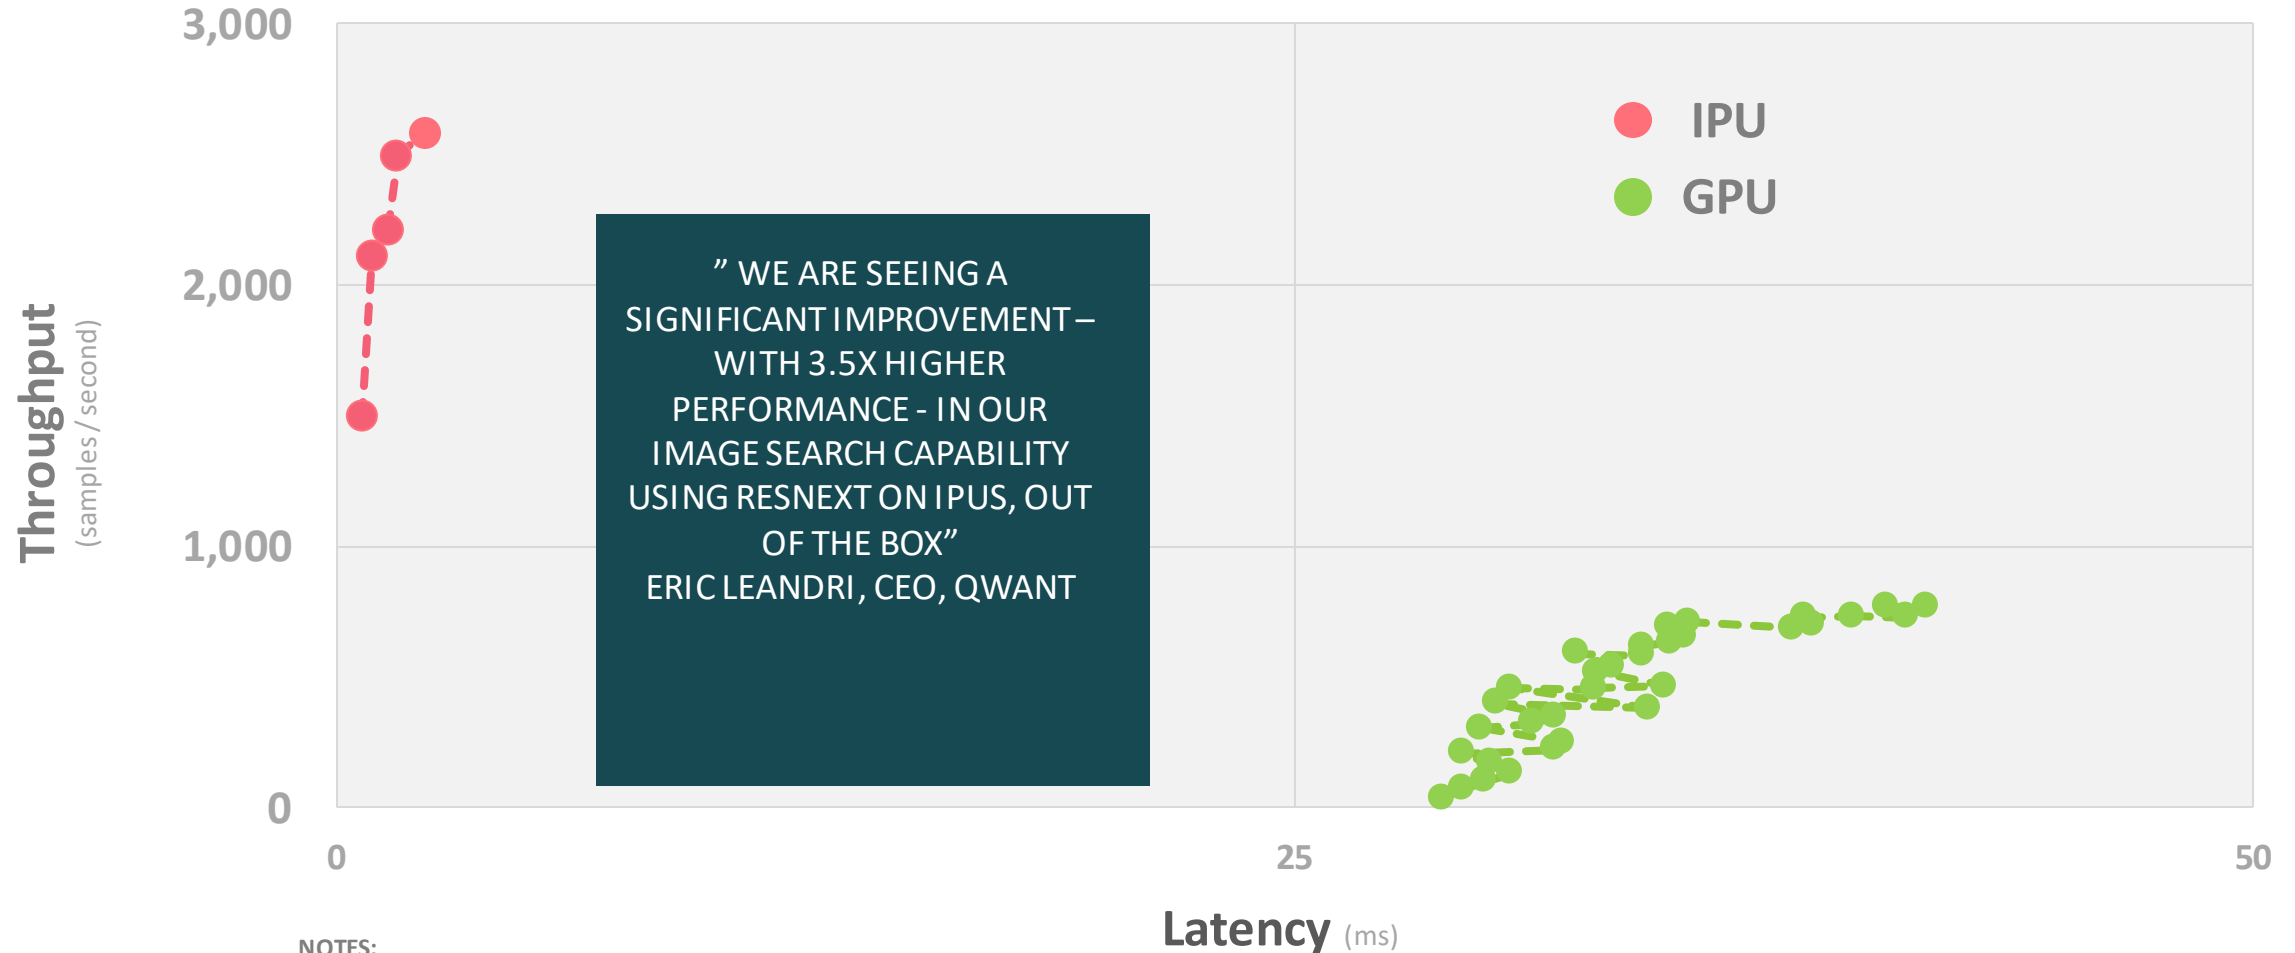 3,000
2,000
1,000
0
Throughput
(samples / second)
IPU
GPU
” WE ARE SEEING A
SIGNIFICANT IMPROVEMENT –
WITH 3.5X HIGHER
PERFORMANCE - IN OUR
IMAGE SEARCH CAPABILITY
USING RESNEXT ON IPUS, OUT
OF THE BOX”
ERIC LEANDRI, CEO, QWANT
0
25
50
Latency (ms)
NOTES: